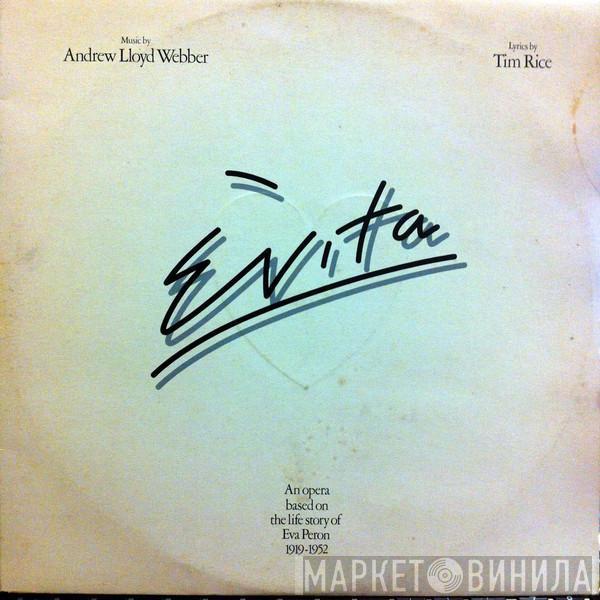 Music by
Andrew Lloyd Webber
Lyrics by
Tim Rice
Evita
An opera
based on
the life story of
Eva Peron
1919-1952
МАРКЕТ ВИНИЛА